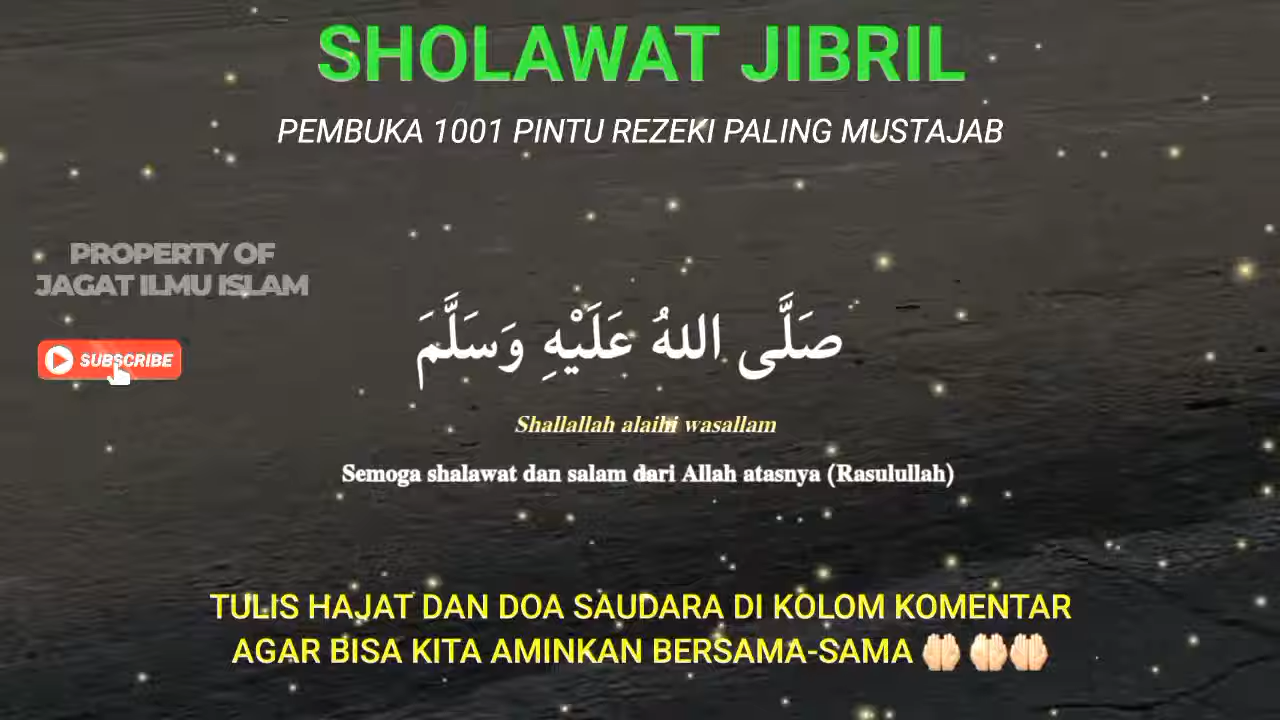 SHOLAWAT JIBRIL
PEMBUKA 1001 PINTU REZEKI PALING MUSTAJAB
PROPERTY OF
JAGAT ILMU ISLAM
SUBSCRIBE
صَلَّى اللهُ عَلَيْهِ وَسَلَّمَ
Shallallah alaihi wasallam
Semoga shalawat dan salam dari Allah atasnya (Rasulullah)
TULIS HAJAT DAN DOA SAUDARA DI KOLOM KOMENTAR
AGAR BISA KITA AMINKAN BERSAMA-SAMA 🤲🏻 🤲🏻🤲🏻